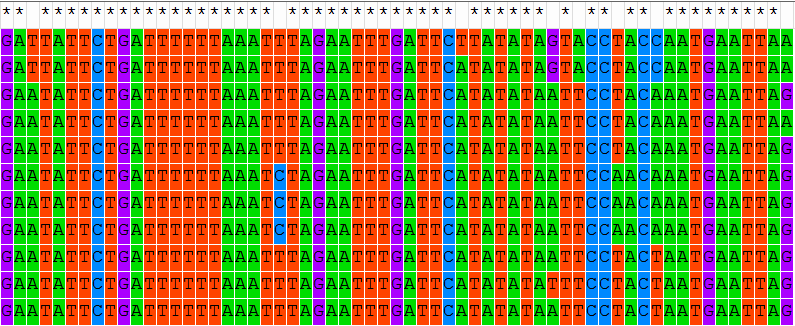 ** ****************** ************* ****** * ** ** *********
GATTATTCTGATTTTTTAAATTTAGAATTTGATTCTTATATAGTACCTACCAATGAATTAA
GATTATTCTGATTTTTTAAATTTAGAATTTGATTCATATATAGTACCTACCAATGAATTAA
GAATATTCTGATTTTTTAAATTTAGAATTTGATTCATATATAATTCCTACAAATGAATTAG
GAATATTCTGATTTTTTAAATTTAGAATTTGATTCATATATAATTCCTACAAATGAATTAA
GAATATTCTGATTTTTTAAATTTAGAATTTGATTCATATATAATTCCTACAAATGAATTAG
GAATATTCTGATTTTTTAAATCTAGAATTTGATTCATATATAATTCCAACAAATGAATTAG
GAATATTCTGATTTTTTAAATCTAGAATTTGATTCATATATAATTCCAACAAATGAATTAG
GAATATTCTGATTTTTTAAATCTAGAATTTGATTCATATATAATTCCAACAAATGAATTAG
GAATATTCTGATTTTTTAAATTTAGAATTTGATTCATATATAATTCCTACTAATGAATTAG
GAATATTCTGATTTTTTAAATTTAGAATTTGATTCATATATATTTCCTACTAATGAATTAG
GAATATTCTGATTTTTTAAATTTAGAATTTGATTCATATATAATTCCTACTAATGAATTAG